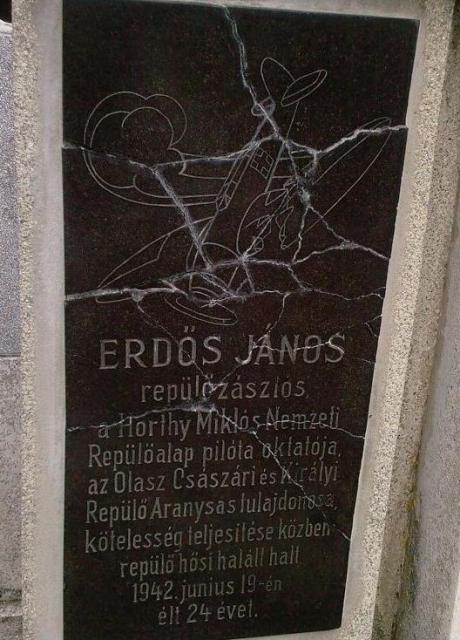 ERDŐS JÁNOS
repülőzászlós,
a Horthy Miklós Nemzeti
Repülőalap pilóta oktatója,
az Olasz Császári és Királyi
Repülő Aranysas tulajdonosa,
kötelesség teljesítése közben
repülő hősi halált halt
1942. junius 19-én
élt 24 évet.